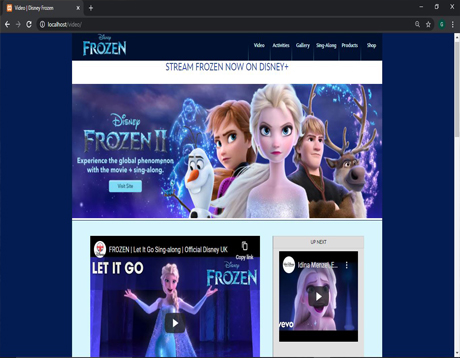 Video | Disney Frozen
localhost/video/
G
Disney
FROZEN
Video Activities Gallery Sing-Along Products Shop
STREAM FROZEN NOW ON DISNEY+
Disney
FROZEN II
Experience the global phenomenon
with the movie + sing-along.
Visit Site
FROZEN | Let It Go Sing-along | Official Disney UK
Copy link
LET IT GO
Disney
FROZEN
UP NEXT
Idina Menzel - E...
vevo